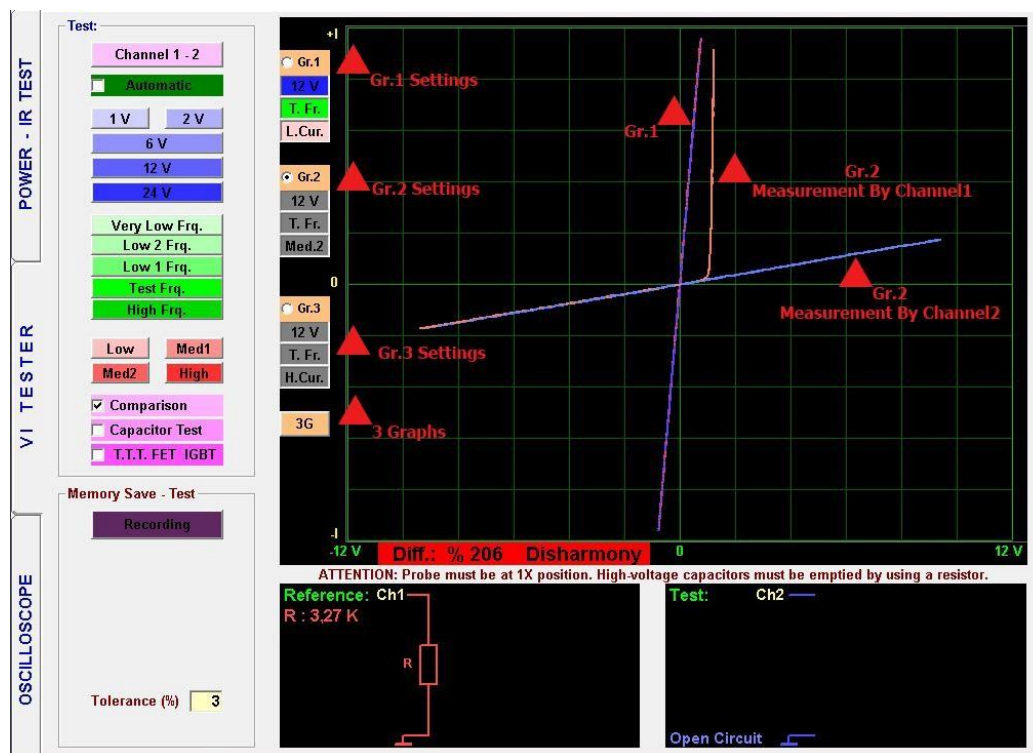 POWER - IR TEST
VI TESTER
OSCILLOSCOPE
Test:
Channel 1 - 2
Automatic
1 V
2 V
6 V
12 V
24 V
Very Low Frq.
Low 2 Frq.
Low 1 Frq.
Test Frq.
High Frq.
Low
Med1
Med2
High
Comparison
Capacitor Test
T.T.T. FET IGBT
Memory Save - Test
Recording
Tolerance (%) 3
Gr.1
12 V
T. Fr.
L.Cur.
Gr.2
12 V
T. Fr.
Med.2
Gr.3
12 V
T. Fr.
H.Cur.
3G
+I
0
-I
Gr.1 Settings
Gr.2 Settings
Gr.3 Settings
3 Graphs
Gr.1
Gr.2
Measurement By Channel1
Gr.2
Measurement By Channel2
-12 V
Diff.: % 206 Disharmony
0
12 V
ATTENTION: Probe must be at 1X position. High-voltage capacitors must be emptied by using a resistor.
Reference: Ch1
R : 3,27 K
R
Test: Ch2
Open Circuit